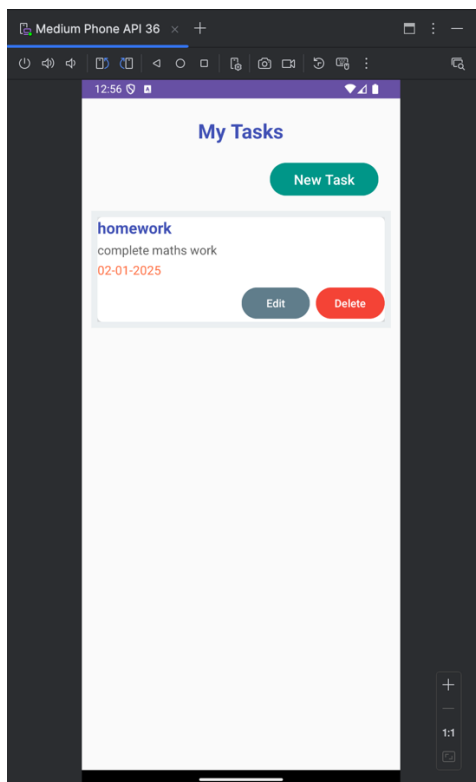 Medium Phone API 36
12:56
My Tasks
New Task
homework
complete maths work
02-01-2025
Edit Delete
1:1